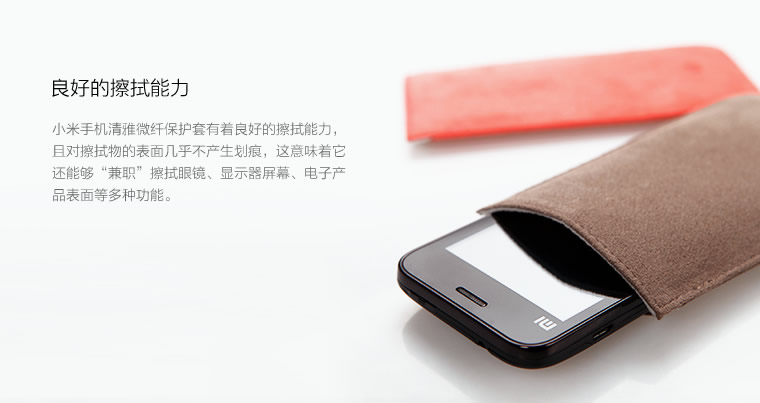 良好的擦拭能力
小米手机清雅微纤保护套有着良好的擦拭能力，
且对擦拭物的表面几乎不产生划痕，这意味着它
还能够“兼职”擦拭眼镜、显示器屏幕、电子产
品表面等多种功能。
MI